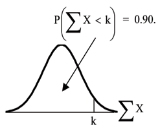 P(∑X < k) = 0.90.
k
∑X